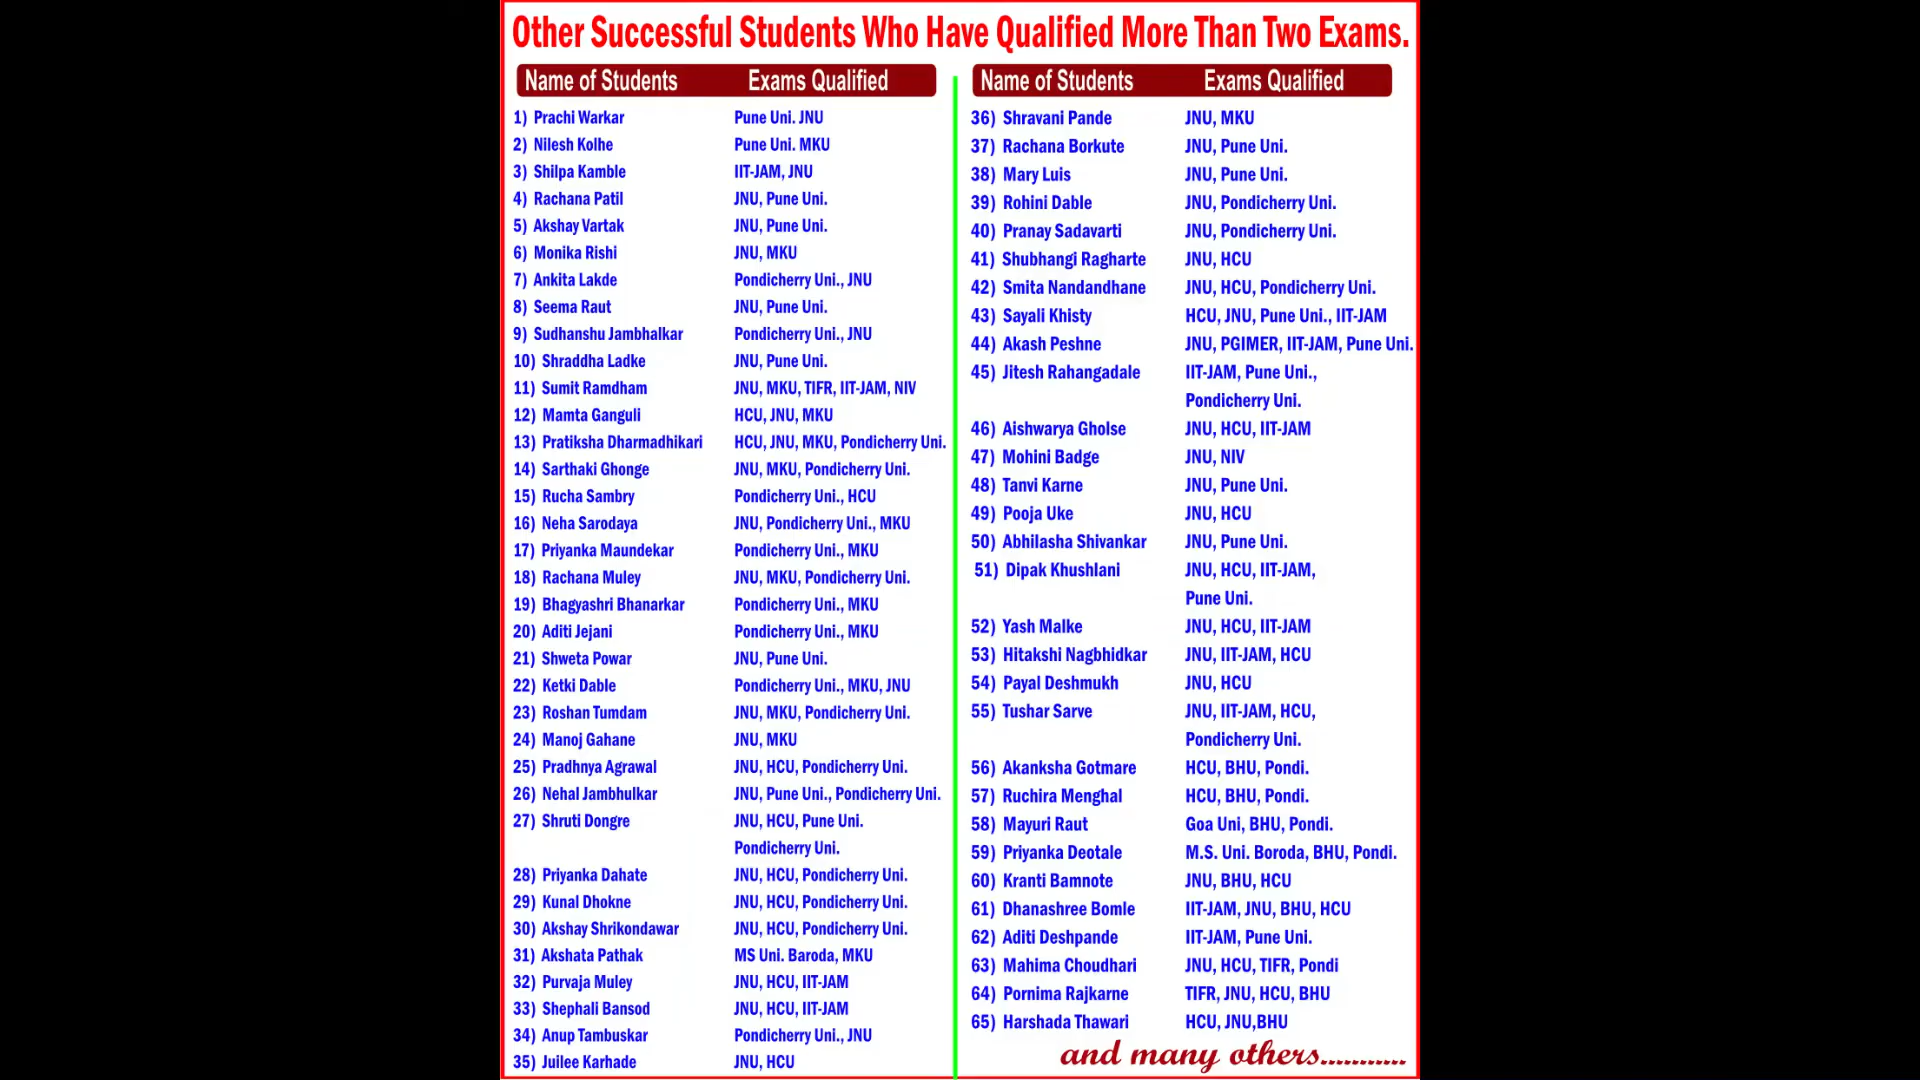 Other Successful Students Who Have Qualified More Than Two Exams.
Name of Students Exams Qualified
1) Prachi Warkar Pune Uni. JNU
2) Nilesh Kolhe Pune Uni. MKU
3) Shilpa Kamble IIT-JAM, JNU
4) Rachana Patil JNU, Pune Uni.
5) Akshay Vartak JNU, Pune Uni.
6) Monika Rishi JNU, MKU
7) Ankita Lakde Pondicherry Uni., JNU
8) Seema Raut JNU, Pune Uni.
9) Sudhanshu Jambhalkar Pondicherry Uni., JNU
10) Shraddha Ladke JNU, Pune Uni.
11) Sumit Ramdham JNU, MKU, TIFR, IIT-JAM, NIV
12) Mamta Ganguli HCU, JNU, MKU
13) Pratiksha Dharmadhikari HCU, JNU, MKU, Pondicherry Uni.
14) Sarthaki Ghonge JNU, MKU, Pondicherry Uni.
15) Rucha Sambry Pondicherry Uni., HCU
16) Neha Sarodaya JNU, Pondicherry Uni., MKU
17) Priyanka Maundekar Pondicherry Uni., MKU
18) Rachana Muley JNU, MKU, Pondicherry Uni.
19) Bhagyashri Bhanarkar Pondicherry Uni., MKU
20) Aditi Jejani Pondicherry Uni., MKU
21) Shweta Powar JNU, Pune Uni.
22) Ketki Dable Pondicherry Uni., MKU, JNU
23) Roshan Tumdam JNU, MKU, Pondicherry Uni.
24) Manoj Gahane JNU, MKU
25) Pradhnya Agrawal JNU, HCU, Pondicherry Uni.
26) Nehal Jambhulkar JNU, Pune Uni., Pondicherry Uni.
27) Shruti Dongre JNU, HCU, Pune Uni.
Pondicherry Uni.
28) Priyanka Dahate JNU, HCU, Pondicherry Uni.
29) Kunal Dhokne JNU, HCU, Pondicherry Uni.
30) Akshay Shrikondawar JNU, HCU, Pondicherry Uni.
31) Akshata Pathak MS Uni. Baroda, MKU
32) Purvaja Muley JNU, HCU, IIT-JAM
33) Shephali Bansod JNU, HCU, IIT-JAM
34) Anup Tambuskar Pondicherry Uni., JNU
35) Juilee Karhade JNU, HCU
Name of Students Exams Qualified
36) Shravani Pande JNU, MKU
37) Rachana Borkute JNU, Pune Uni.
38) Mary Luis JNU, Pune Uni.
39) Rohini Dable JNU, Pondicherry Uni.
40) Pranay Sadavarti JNU, Pondicherry Uni.
41) Shubhangi Ragharte JNU, HCU
42) Smita Nandandhane JNU, HCU, Pondicherry Uni.
43) Sayali Khisty HCU, JNU, Pune Uni., IIT-JAM
44) Akash Peshne JNU, PGIMER, IIT-JAM, Pune Uni.
45) Jitesh Rahangadale IIT-JAM, Pune Uni.,
Pondicherry Uni.
46) Aishwarya Gholse JNU, HCU, IIT-JAM
47) Mohini Badge JNU, NIV
48) Tanvi Karne JNU, Pune Uni.
49) Pooja Uke JNU, HCU
50) Abhilasha Shivankar JNU, Pune Uni.
51) Dipak Khushlani JNU, HCU, IIT-JAM,
Pune Uni.
52) Yash Malke JNU, HCU, IIT-JAM
53) Hitakshi Nagbhidkar JNU, IIT-JAM, HCU
54) Payal Deshmukh JNU, HCU
55) Tushar Sarve JNU, IIT-JAM, HCU,
Pondicherry Uni.
56) Akanksha Gotmare HCU, BHU, Pondi.
57) Ruchira Menghal HCU, BHU, Pondi.
58) Mayuri Raut Goa Uni, BHU, Pondi.
59) Priyanka Deotale M.S. Uni. Boroda, BHU, Pondi.
60) Kranti Bamnote JNU, BHU, HCU
61) Dhanashree Bomle IIT-JAM, JNU, BHU, HCU
62) Aditi Deshpande IIT-JAM, Pune Uni.
63) Mahima Choudhari JNU, HCU, TIFR, Pondi
64) Pornima Rajkarne TIFR, JNU, HCU, BHU
65) Harshada Thawari HCU, JNU,BHU
and many others...........